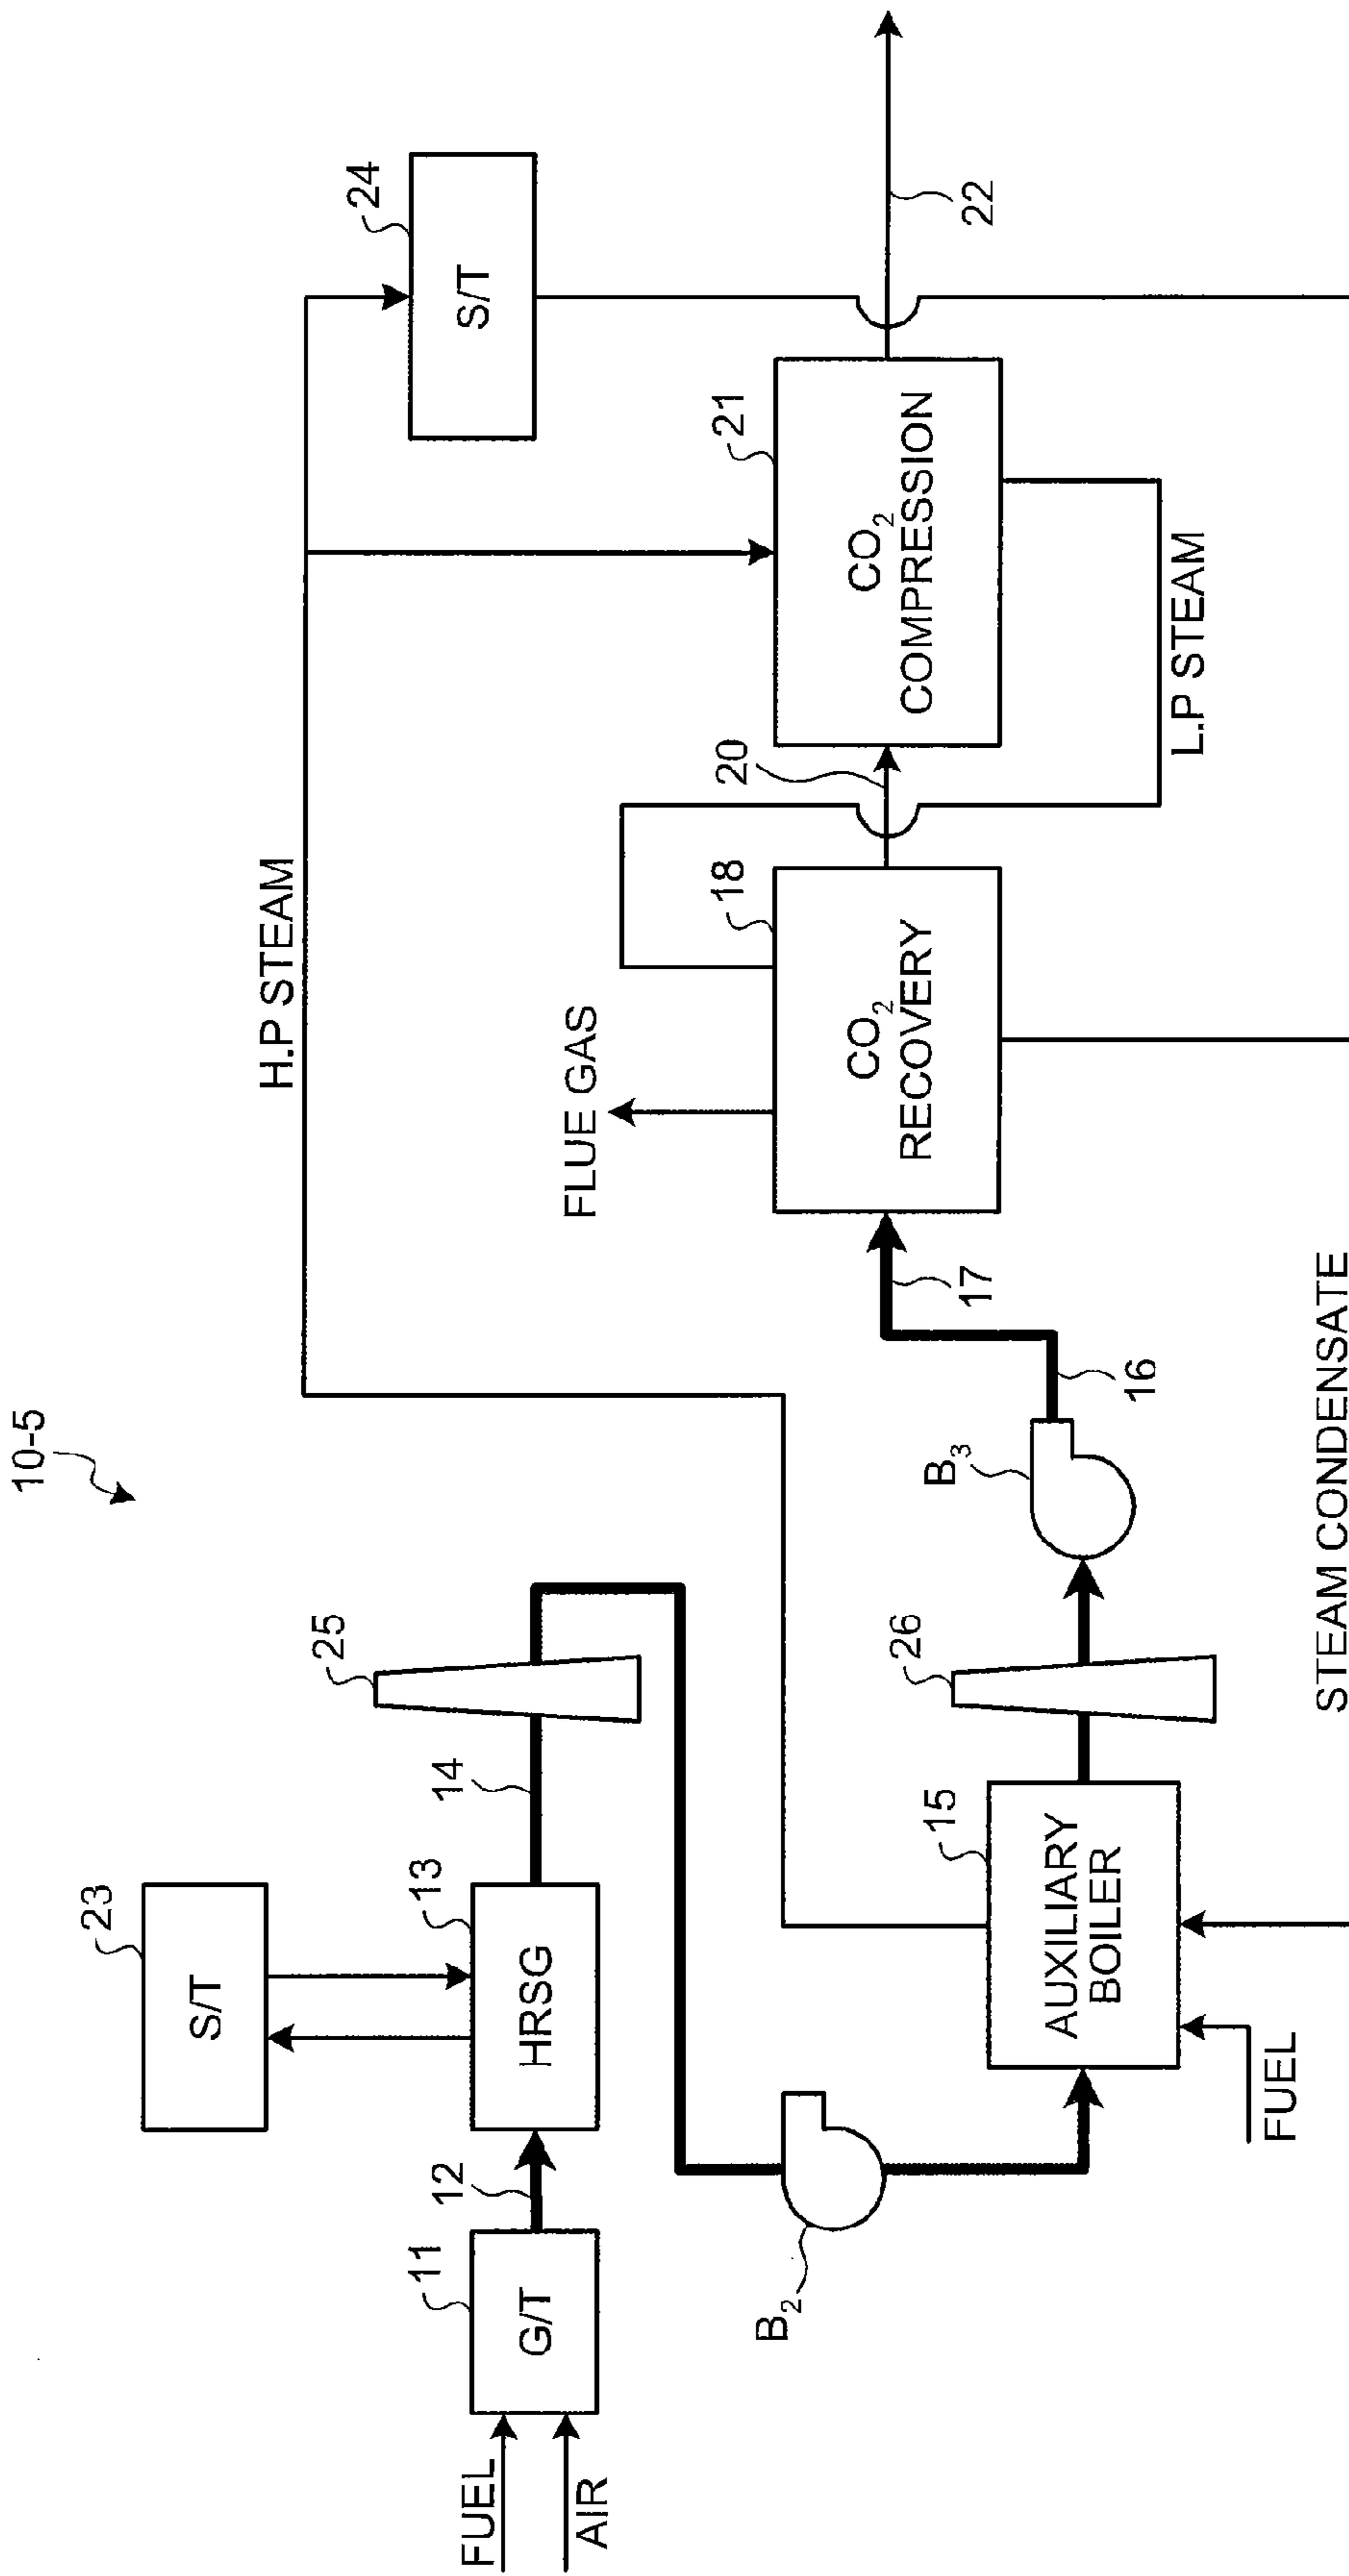 10-5
H.P STEAM
23
S/T
24
S/T
FUEL
AIR
11
G/T
12
13
HRSG
14
25
FLUE GAS
18
CO2
RECOVERY
20
21
CO2
COMPRESSION
22
B2
15
AUXILIARY
BOILER
FUEL
26
B3
16
17
L.P STEAM
STEAM CONDENSATE